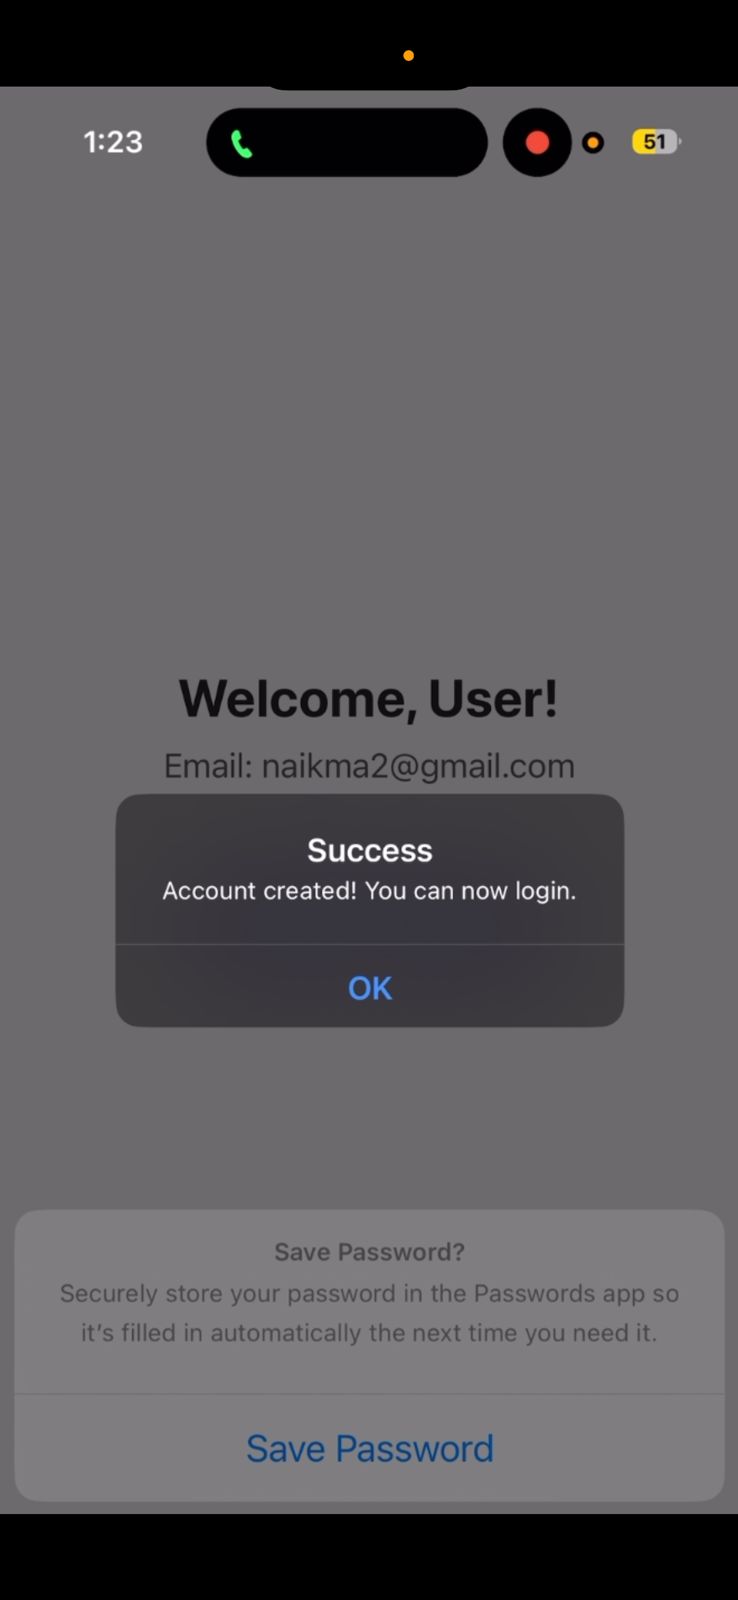 1:23
51
Welcome, User!
Email: naikma2@gmail.com
Success
Account created! You can now login.
OK
Save Password?
Securely store your password in the Passwords app so
it's filled in automatically the next time you need it.
Save Password